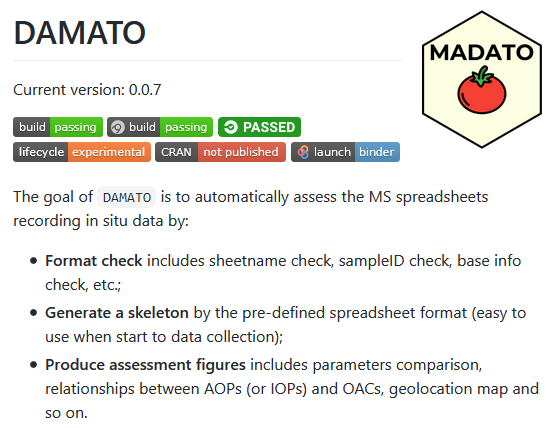 DAMATO
MADATO
Current version: 0.0.7
build passing build passing PASSED
lifecycle experimental CRAN not published launch binder
The goal of DAMATO is to automatically assess the MS spreadsheets
recording in situ data by:
• Format check includes sheetname check, sampleID check, base info
check, etc.;
• Generate a skeleton by the pre-defined spreadsheet format (easy to
use when start to data collection);
• Produce assessment figures includes parameters comparison,
relationships between AOPs (or IOPs) and OACs, geolocation map and
so on.